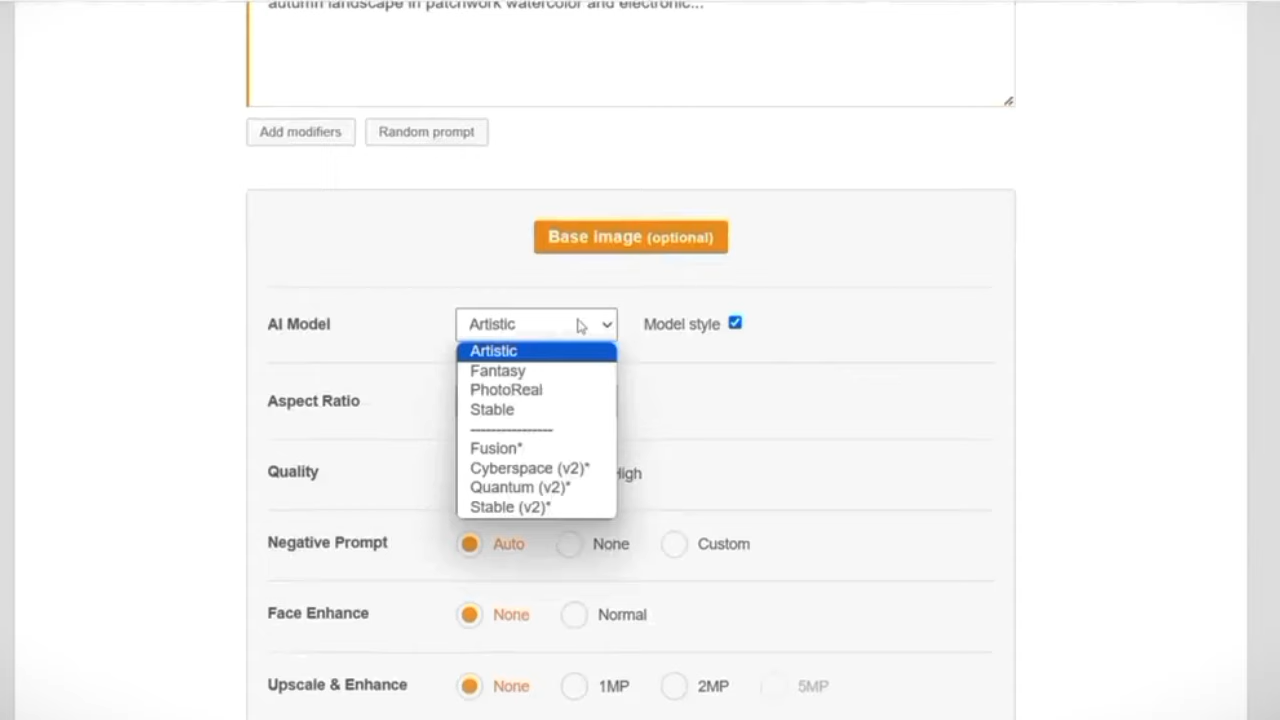 autumn landscape in patchwork watercolor and electronic...
Add modifiers Random prompt
Base Image (optional)
AI Model Artistic Model style
Artistic
Fantasy
PhotoReal
Aspect Ratio
Stable
----------------
Fusion*
Cyberspace (v2)*
Quality High
Quantum (v2)*
Stable (v2)*
Negative Prompt Auto None Custom
Face Enhance None Normal
Upscale & Enhance None 1MP 2MP 5MP